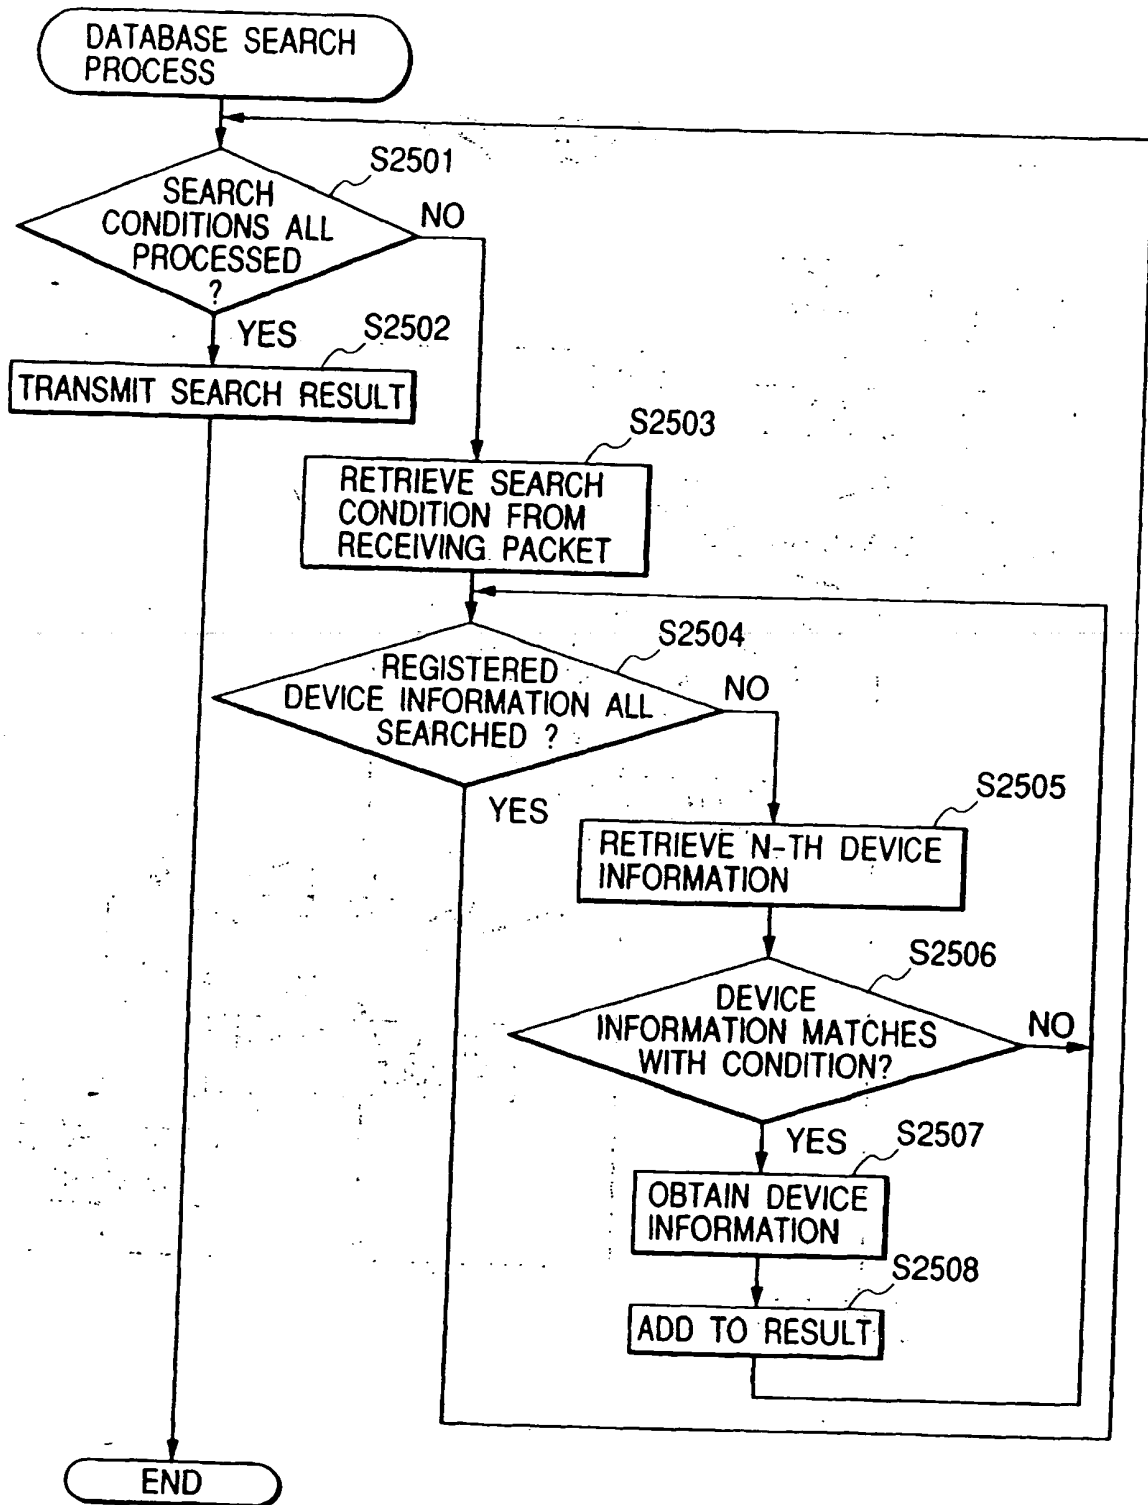 DATABASE SEARCH
PROCESS
S2501
SEARCH
CONDITIONS ALL
PROCESSED
?
NO
YES
S2502
TRANSMIT SEARCH RESULT
S2503
RETRIEVE SEARCH
CONDITION FROM
RECEIVING PACKET
S2504
REGISTERED
DEVICE INFORMATION ALL
SEARCHED ?
NO
YES
S2505
RETRIEVE N-TH DEVICE
INFORMATION
S2506
DEVICE
INFORMATION MATCHES
WITH CONDITION?
NO
YES
S2507
OBTAIN DEVICE
INFORMATION
S2508
ADD TO RESULT
END